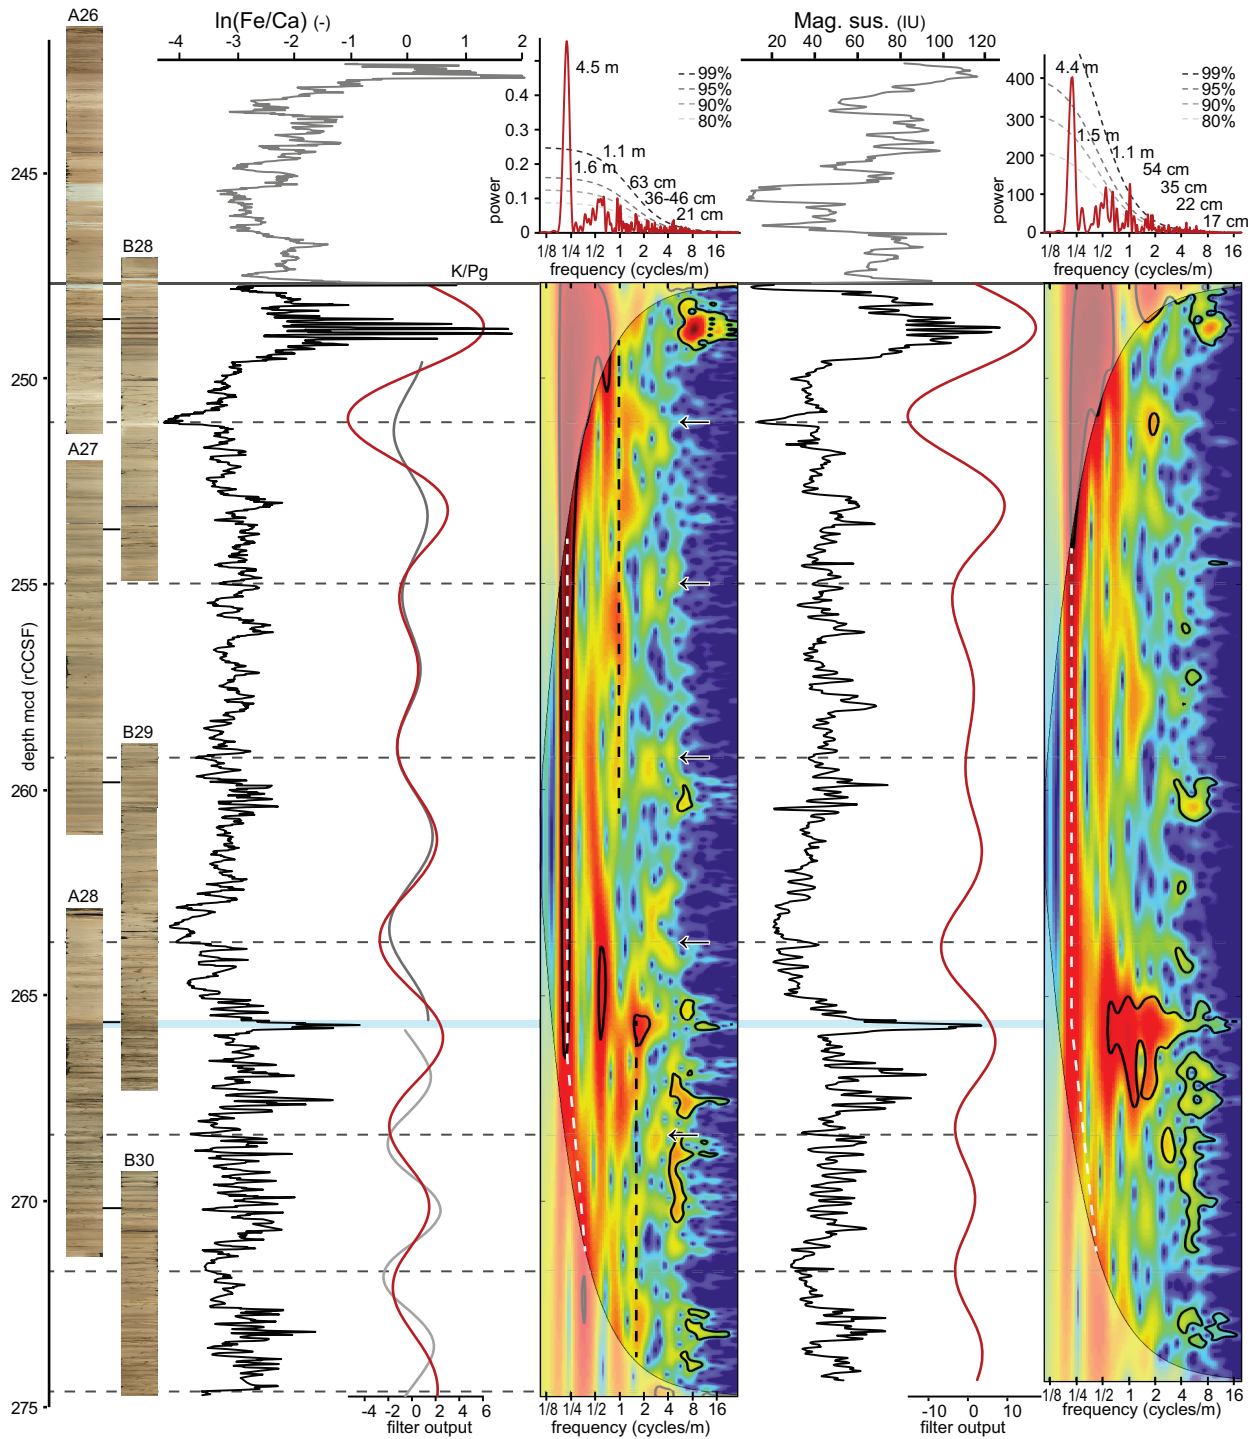 A26
ln(Fe/Ca) (-)
-4 -3 -2 -1 0 1 2
Mag. sus. (IU)
20 40 60 80 100 120
4.5 m
99%
95%
90%
80%
0.4
0.3
0.2
0.1
0
power
1.1 m
1.6 m
63 cm
36-46 cm
21 cm
1/8 1/4 1/2 1 2 4 8 16
frequency (cycles/m)
4.4 m
99%
95%
90%
80%
400
300
200
100
0
power
1.5 m
1.1 m
54 cm
35 cm
22 cm
17 cm
1/8 1/4 1/2 1 2 4 8 16
frequency (cycles/m)
245
B28
K/Pg
250
A27
255
depth mcd (rCCSF)
B29
260
A28
265
B30
270
275
-4 -2 0 2 4 6
filter output
1/8 1/4 1/2 1 2 4 8 16
frequency (cycles/m)
-10 0 10
filter output
1/8 1/4 1/2 1 2 4 8 16
frequency (cycles/m)